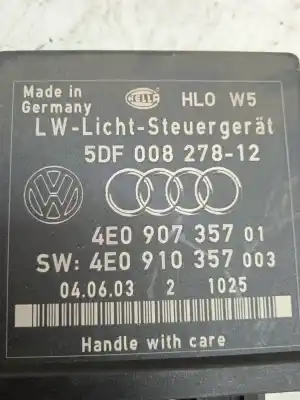 Made in
Germany
HELLA
HLO W5
LW-Licht-Steuergerät
5DF 008 278-12
4E0 907 357 01
SW: 4E0 910 357 003
04.06.03 2 1025
Handle with care